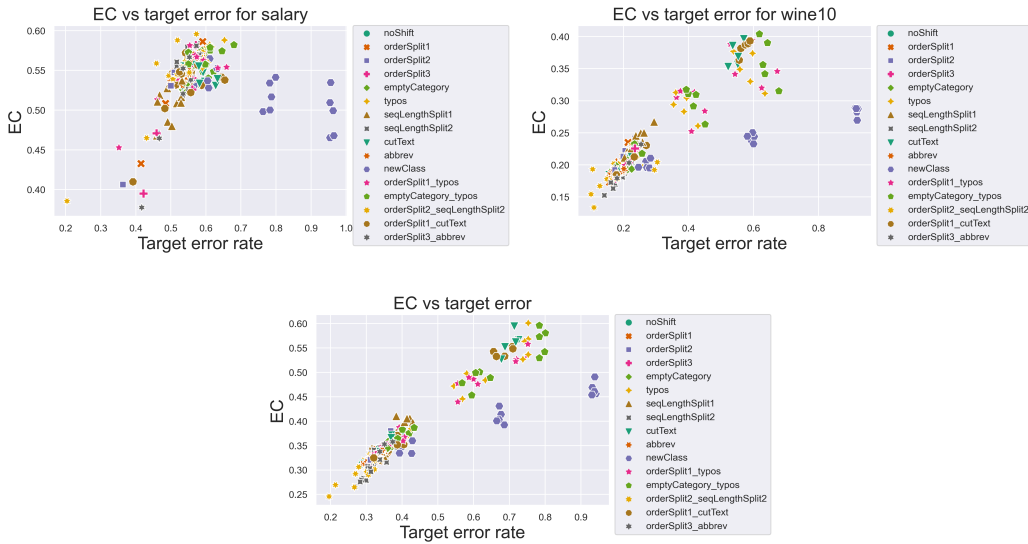 EC vs target error for salary
EC
0.60
0.55
0.50
0.45
0.40
0.2 0.3 0.4 0.5 0.6 0.7 0.8 0.9 1.0
Target error rate
noShift
orderSplit1
orderSplit2
orderSplit3
emptyCategory
typos
seqLengthSplit1
seqLengthSplit2
cutText
abbrev
newClass
orderSplit1_typos
emptyCategory_typos
orderSplit2_seqLengthSplit2
orderSplit1_cutText
orderSplit3_abbrev
EC vs target error for wine10
EC
0.40
0.35
0.30
0.25
0.20
0.15
0.2 0.4 0.6 0.8
Target error rate
noShift
orderSplit1
orderSplit2
orderSplit3
emptyCategory
typos
seqLengthSplit1
seqLengthSplit2
cutText
abbrev
newClass
orderSplit1_typos
emptyCategory_typos
orderSplit2_seqLengthSplit2
orderSplit1_cutText
orderSplit3_abbrev
EC vs target error
EC
0.60
0.55
0.50
0.45
0.40
0.35
0.30
0.25
0.2 0.3 0.4 0.5 0.6 0.7 0.8 0.9
Target error rate
noShift
orderSplit1
orderSplit2
orderSplit3
emptyCategory
typos
seqLengthSplit1
seqLengthSplit2
cutText
abbrev
newClass
orderSplit1_typos
emptyCategory_typos
orderSplit2_seqLengthSplit2
orderSplit1_cutText
orderSplit3_abbrev